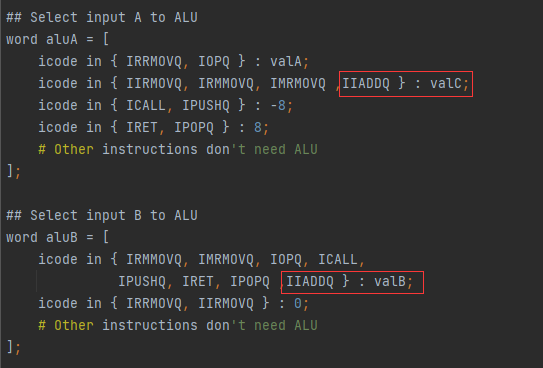 ## Select input A to ALU
word aluA = [
    icode in { IRRMOVQ, IOPQ } : valA;
    icode in { IIRMOVQ, IRMMOVQ, IMRMOVQ ,IIADDQ } : valC;
    icode in { ICALL, IPUSHQ } : -8;
    icode in { IRET, IPOPQ } : 8;
    # Other instructions don't need ALU
];
## Select input B to ALU
word aluB = [
    icode in { IRMMOVQ, IMRMOVQ, IOPQ, ICALL,
              IPUSHQ, IRET, IPOPQ ,IIADDQ } : valB;
    icode in { IRRMOVQ, IIRMOVQ } : 0;
    # Other instructions don't need ALU
];